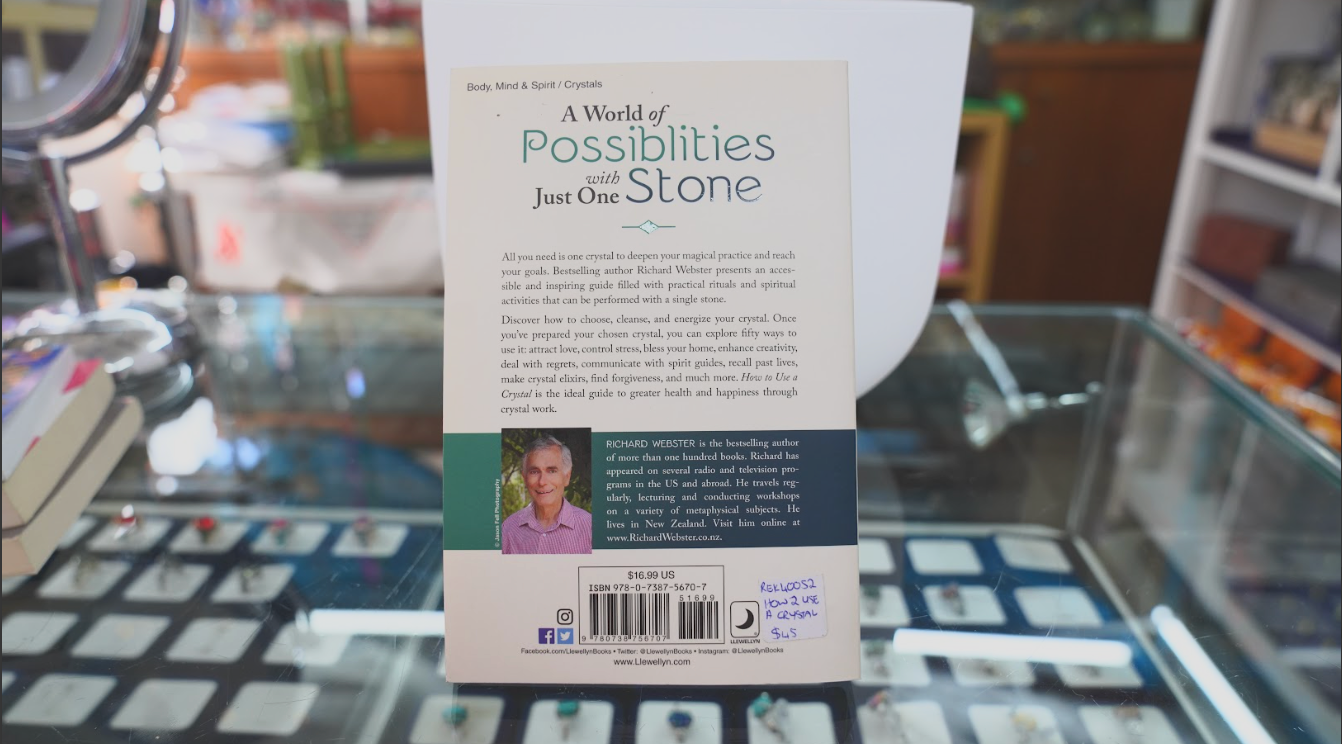 Body, Mind & Spirit / Crystals
A World of
Possiblities
with
Just One Stone
All you need is one crystal to deepen your magical practice and reach
your goals. Bestselling author Richard Webster presents an acces-
sible and inspiring guide filled with practical rituals and spiritual
activities that can be performed with a single stone.
Discover how to choose, cleanse, and energize your crystal. Once
you've prepared your chosen crystal, you can explore fifty ways to
use it: attract love, control stress, bless your home, enhance creativity,
deal with regrets, communicate with spirit guides, recall past lives,
make crystal elixirs, find forgiveness, and much more. How to Use a
Crystal is the ideal guide to greater health and happiness through
crystal work.
© Jason Fell Photography
RICHARD WEBSTER is the bestselling author
of more than one hundred books. Richard has
appeared on several radio and television pro-
grams in the US and abroad. He travels reg-
ularly, lecturing and conducting workshops
on a variety of metaphysical subjects. He
lives in New Zealand. Visit him online at
www.RichardWebster.co.nz.
$16.99 US
ISBN 978-0-7387-5670-7
51699
9 780738 756707
LLEWELLYN
REK40052
HOW 2 USE
A CRYSTAL
$45
Facebook.com/LlewellynBooks • Twitter: @LlewellynBooks • Instagram: @LlewellynBooks
www.Llewellyn.com